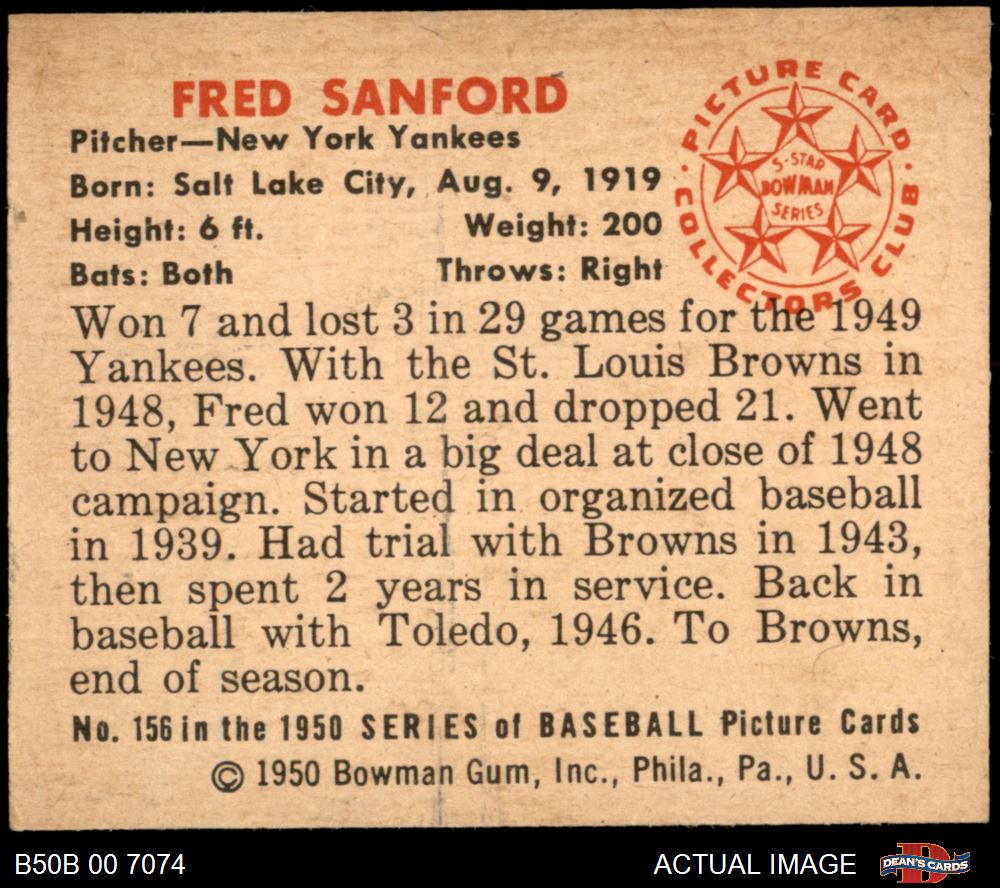 FRED SANFORD
Pitcher—New York Yankees
Born: Salt Lake City, Aug. 9, 1919
Height: 6 ft. Weight: 200
Bats: Both Throws: Right
PICTURE CARD
COLLECTORS CLUB
5-STAR
BOWMAN
SERIES
Won 7 and lost 3 in 29 games for the 1949
Yankees. With the St. Louis Browns in
1948, Fred won 12 and dropped 21. Went
to New York in a big deal at close of 1948
campaign. Started in organized baseball
in 1939. Had trial with Browns in 1943,
then spent 2 years in service. Back in
baseball with Toledo, 1946. To Browns,
end of season.
No. 156 in the 1950 SERIES of BASEBALL Picture Cards
© 1950 Bowman Gum, Inc., Phila., Pa., U. S. A.
B50B 00 7074 ACTUAL IMAGE
D
DEAN'S CARDS